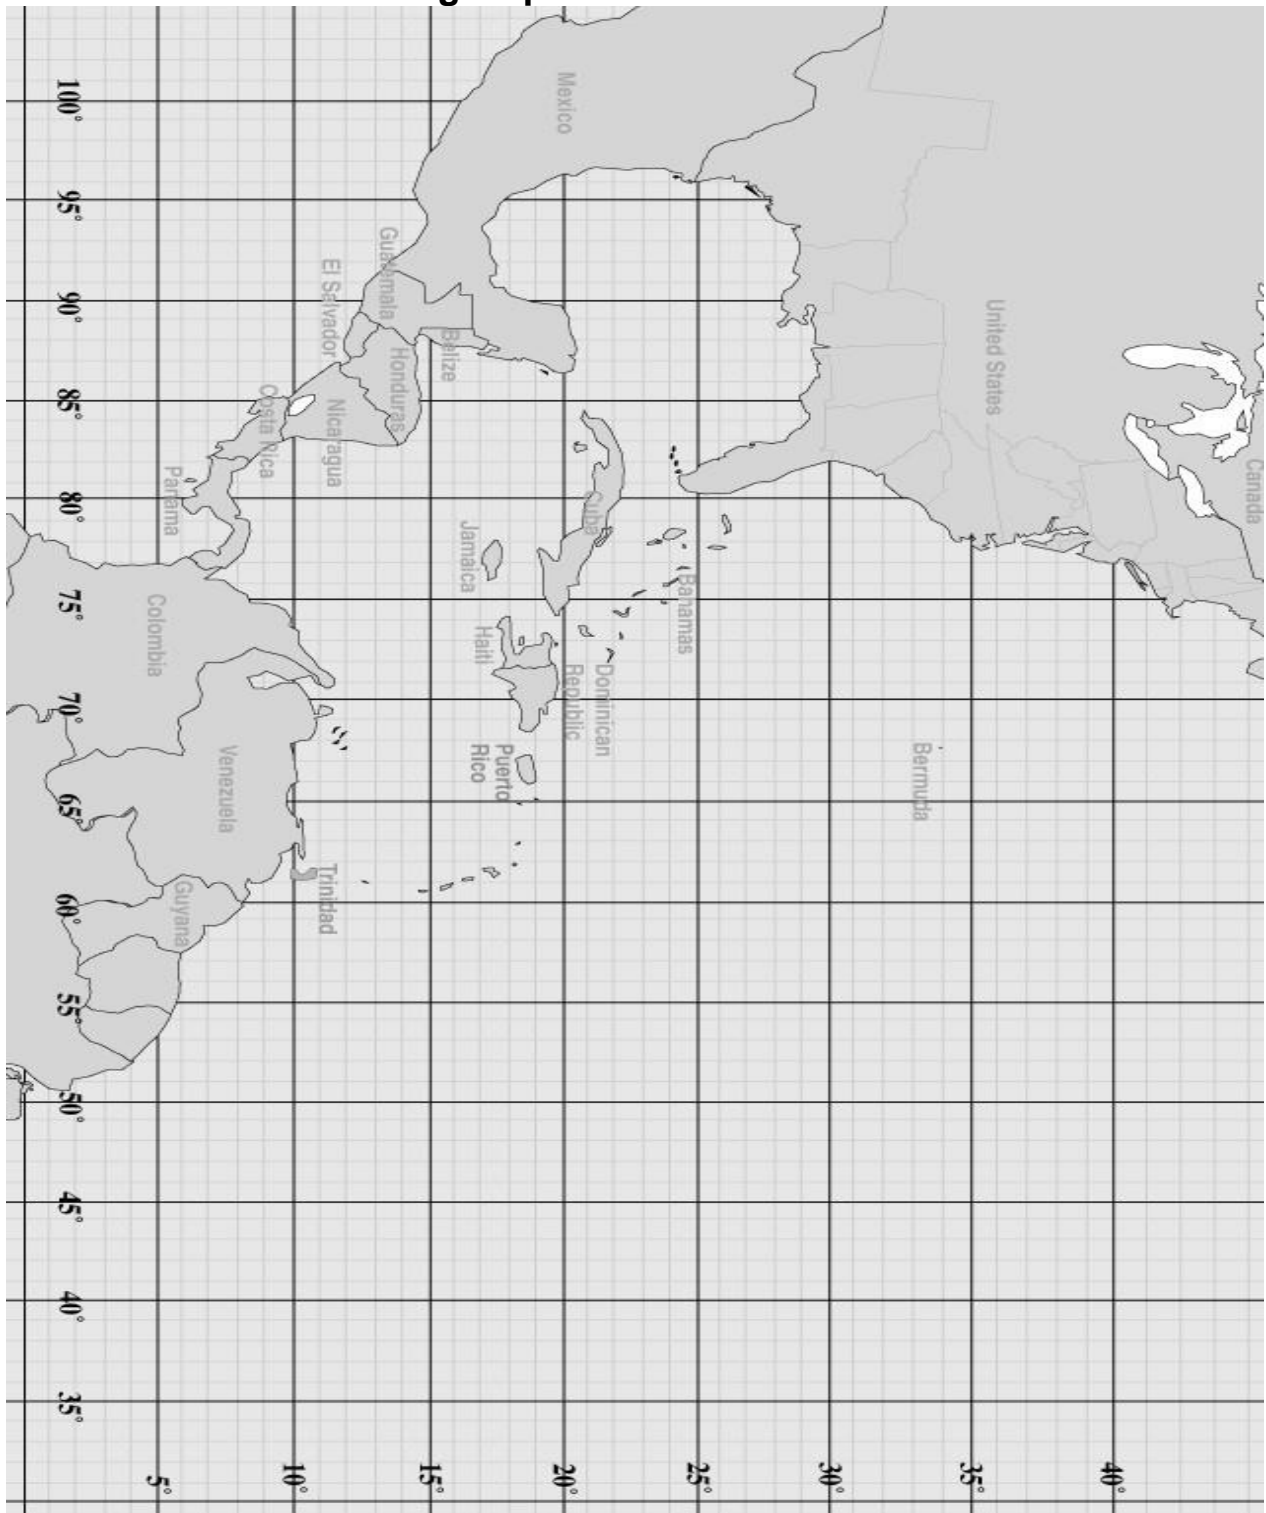 Canada
United States
Bermuda
Bahamas
Dominican
Republic
Cuba
Mexico
Puerto
Rico
Haiti
Jamaica
Belize
Honduras
Guatemala
Nicaragua
El Salvador
Trinidad
Costa Rica
Venezuela
Guyana
Panama
Colombia
100°
95°
90°
85°
80°
75°
70°
65°
60°
55°
50°
45°
40°
35°
40°
35°
30°
25°
20°
15°
10°
5°